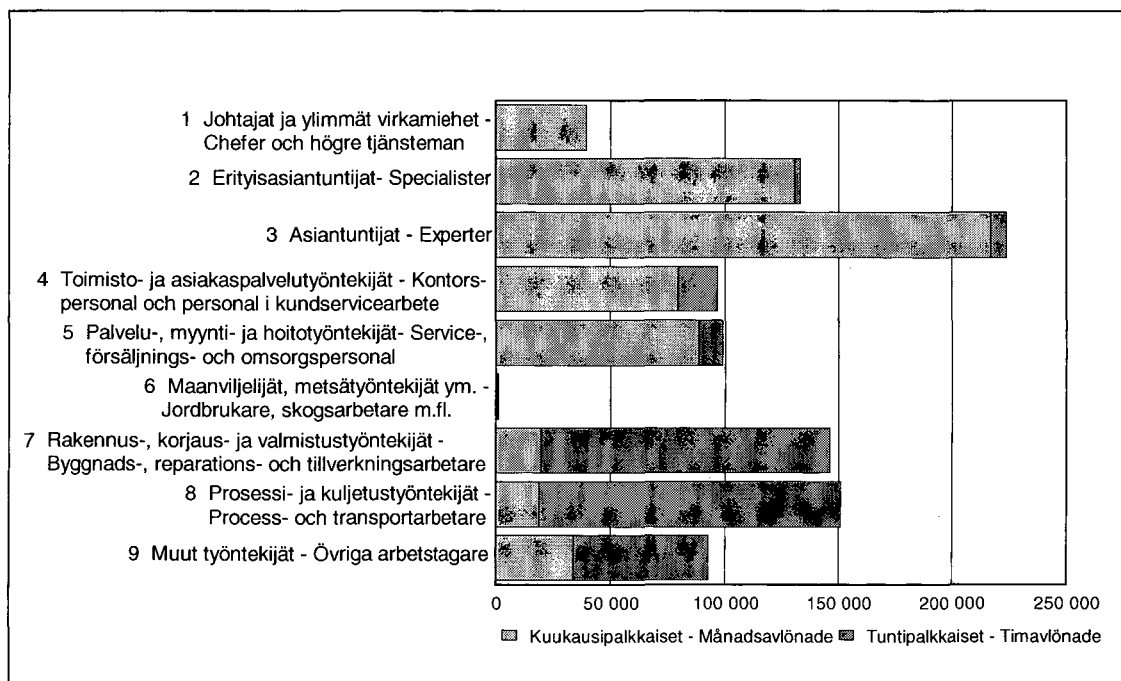 1 Johtajat ja ylimmät virkamiehet -
Chefer och högre tjänsteman
2 Erityisasiantuntijat- Specialister
3 Asiantuntijat - Experter
4 Toimisto- ja asiakaspalvelutyöntekijät - Kontors-
personal och personal i kundservicearbete
5 Palvelu-, myynti- ja hoitotyöntekijät- Service-,
försäljnings- och omsorgspersonal
6 Maanviljelijät, metsätyöntekijät ym. -
Jordbrukare, skogsarbetare m.fl.
7 Rakennus-, korjaus- ja valmistustyöntekijät -
Byggnads-, reparations- och tillverkningsarbetare
8 Prosessi- ja kuljetustyöntekijät -
Process- och transportarbetare
9 Muut työntekijät - Övriga arbetstagare
0 50 000 100 000 150 000 200 000 250 000
Kuukausipalkkaiset - Månadsavlönade Tuntipalkkaiset - Timavlönade